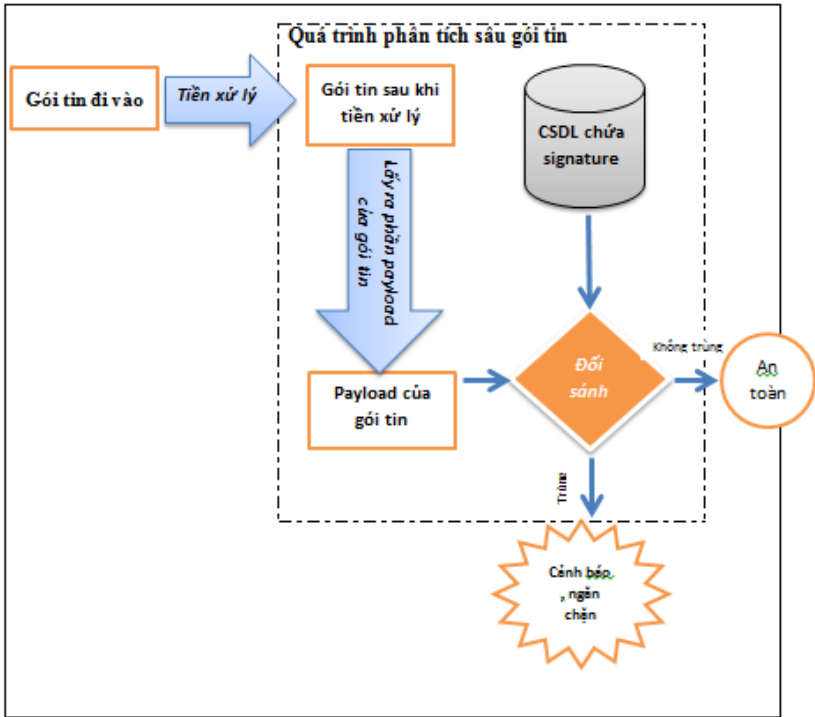 Quá trình phân tích sâu gói tin
Gói tin đi vào
Tiền xử lý
Gói tin sau khi
tiền xử lý
CSDL chứa
signature
Lấy ra phần payload
của gói tin
Payload của
gói tin
Đối
sánh
Không trùng
An
toàn
Trùng
Cảnh báo
, ngăn
chặn